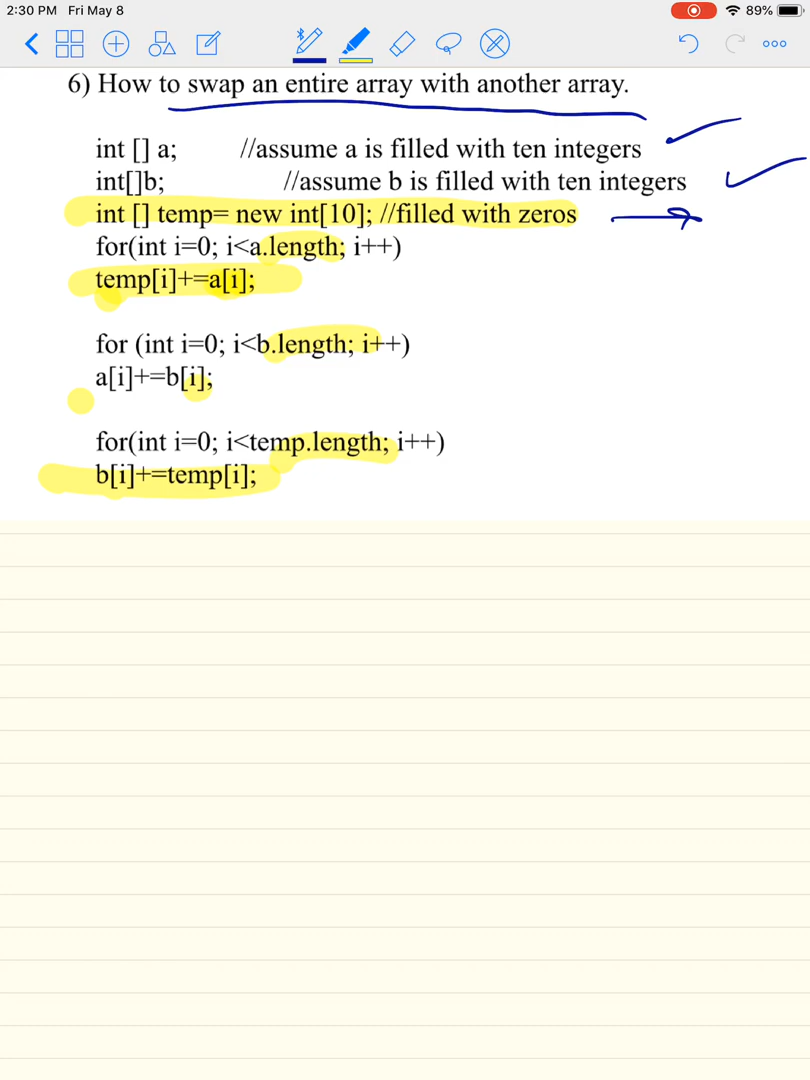 2:30 PM Fri May 8 89%
6) How to swap an entire array with another array.
int [] a; //assume a is filled with ten integers
int[]b; //assume b is filled with ten integers
int [] temp= new int[10]; //filled with zeros
for(int i=0; i<a.length; i++)
temp[i]+=a[i];
for (int i=0; i<b.length; i++)
a[i]+=b[i];
for(int i=0; i<temp.length; i++)
b[i]+=temp[i];